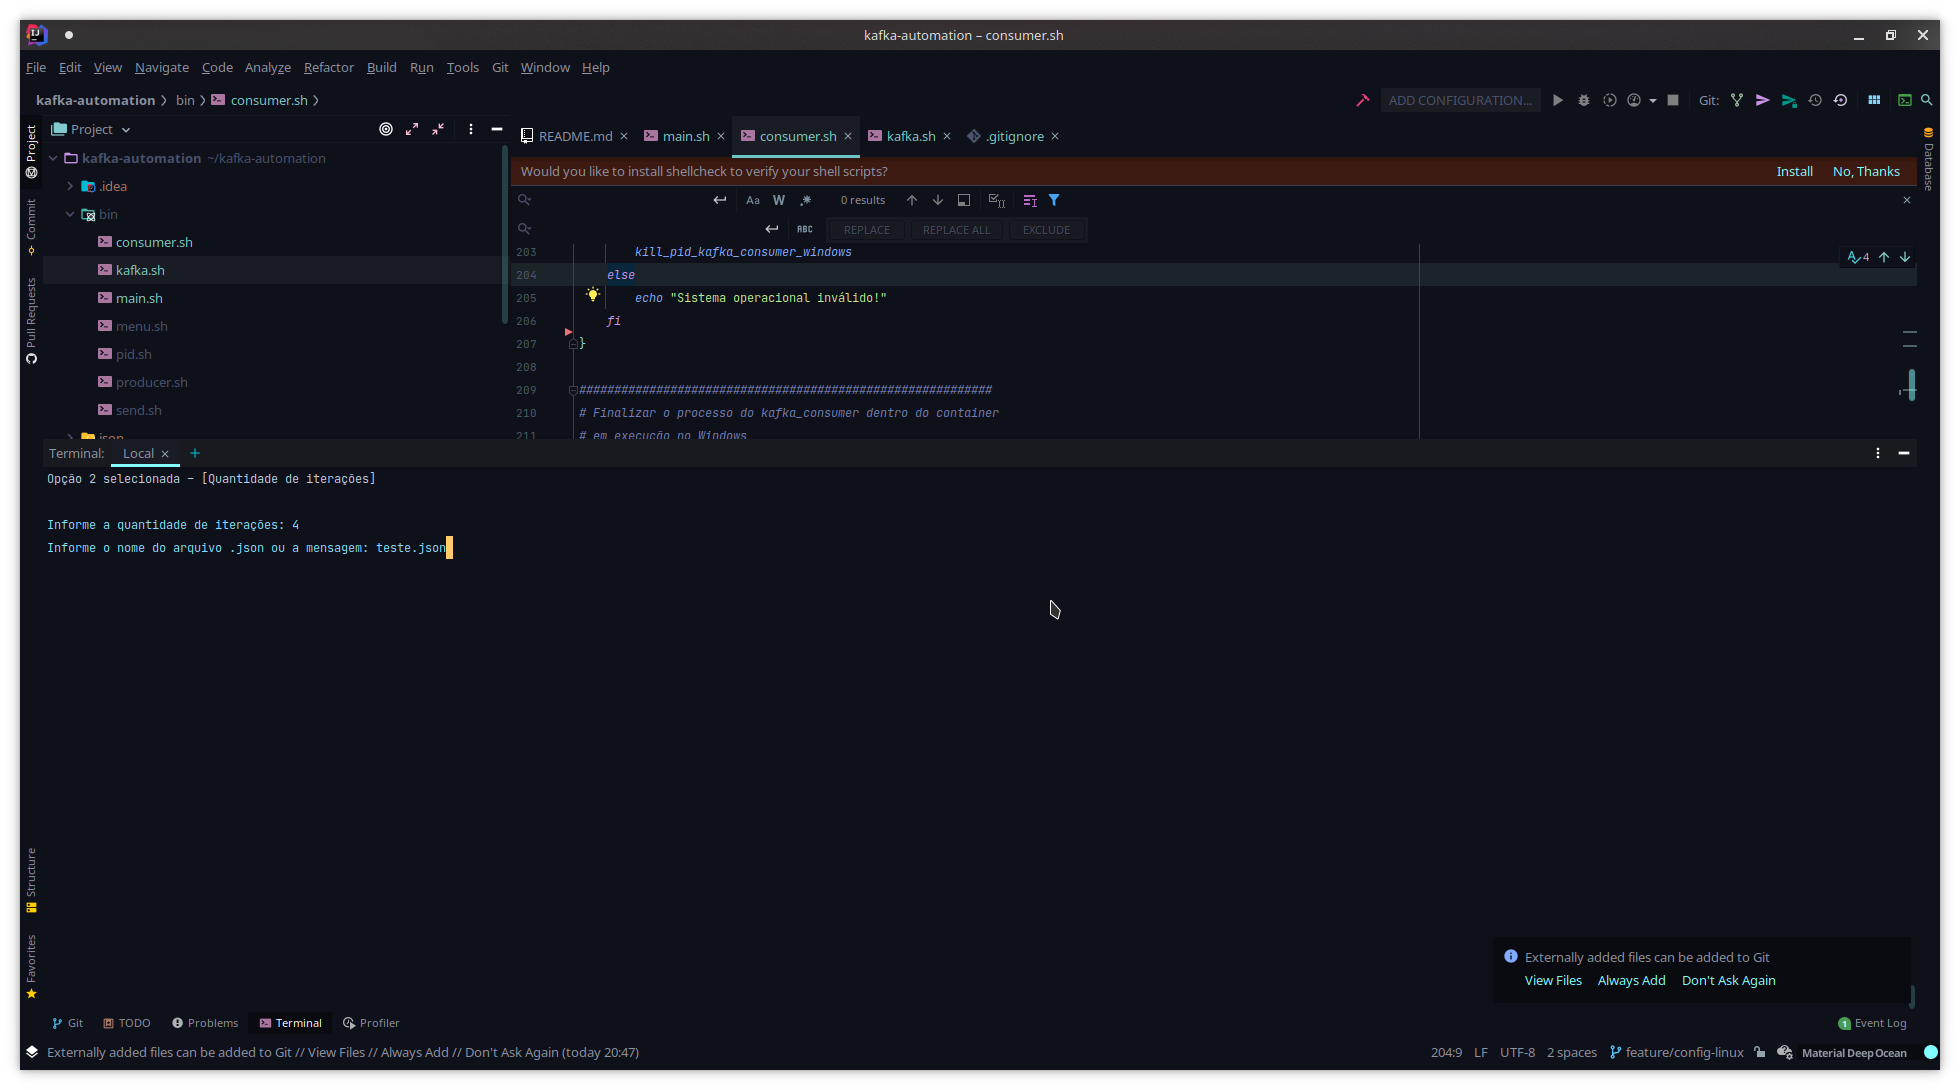 kafka-automation – consumer.sh
File Edit View Navigate Code Analyze Refactor Build Run Tools Git Window Help
kafka-automation bin consumer.sh
ADD CONFIGURATION...
Git:
Project
README.md
main.sh
consumer.sh
kafka.sh
.gitignore
kafka-automation ~/kafka-automation
.idea
bin
consumer.sh
kafka.sh
main.sh
menu.sh
pid.sh
producer.sh
send.sh
json
Project
Commit
Pull Requests
Structure
Favorites
Database
Would you like to install shellcheck to verify your shell scripts?
Install No, Thanks
Aa W .* 0 results
ABC REPLACE REPLACE ALL EXCLUDE
4
203 kill_pid_kafka_consumer_windows
204 else
205 echo "Sistema operacional inválido!"
206 fi
207 }
208
209 ###########################################################
210 # Finalizar o processo do kafka_consumer dentro do container
211 # em execução no Windows
Terminal: Local +
Opção 2 selecionada – [Quantidade de iterações]
Informe a quantidade de iterações: 4
Informe o nome do arquivo .json ou a mensagem: teste.json
Externally added files can be added to Git
View Files Always Add Don't Ask Again
Git TODO Problems Terminal Profiler
1 Event Log
Externally added files can be added to Git // View Files // Always Add // Don't Ask Again (today 20:47)
204:9 LF UTF-8 2 spaces feature/config-linux Material Deep Ocean